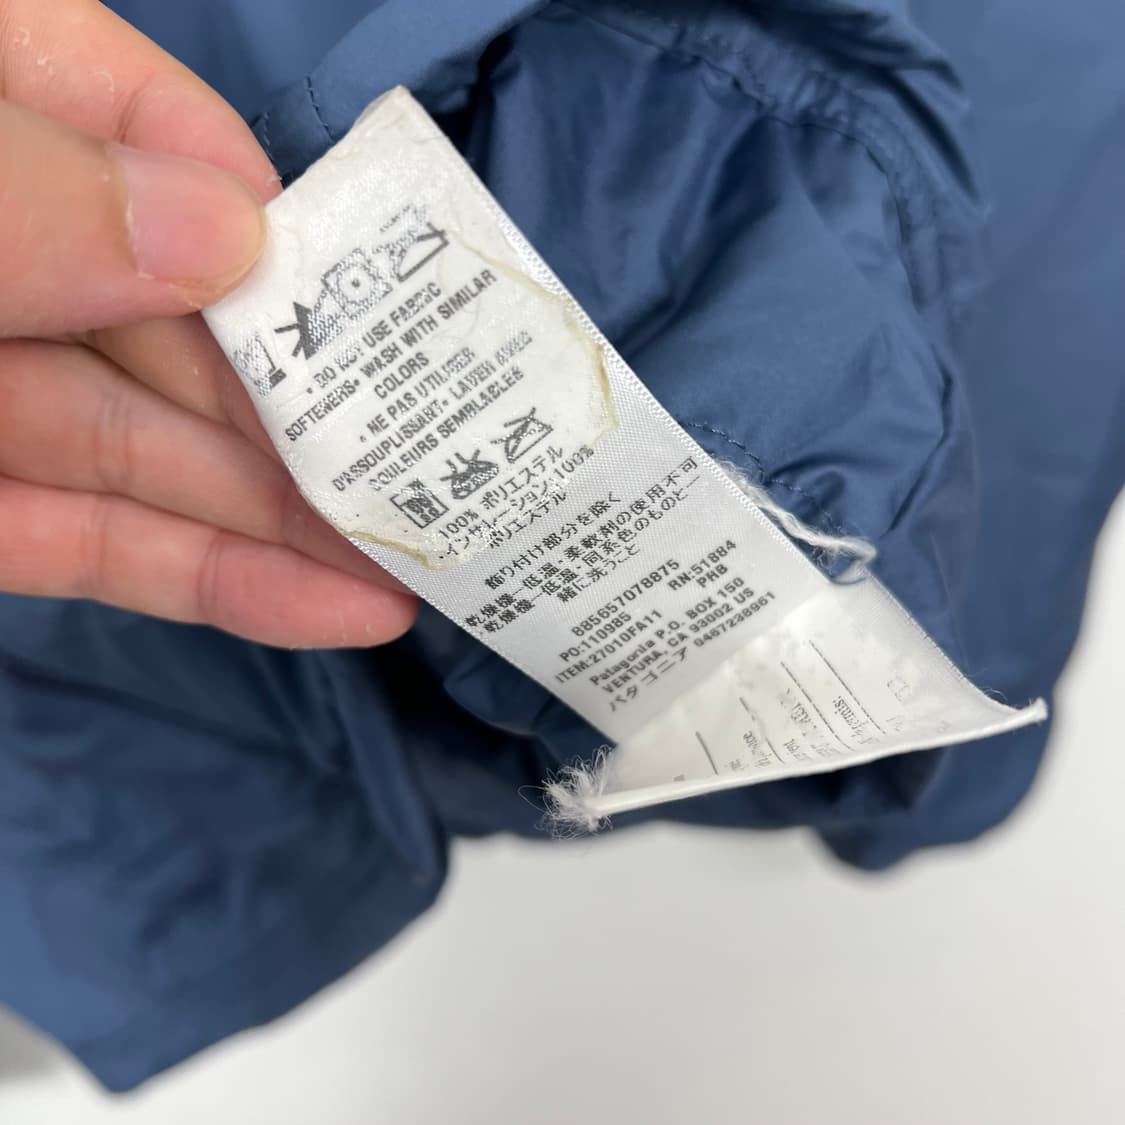 • DO NOT USE FABRIC
SOFTENERS• WASH WITH SIMILAR
COLORS
• NE PAS UTILISER
D'ASSOUPLISSANT• LAVER AVEC
COULEURS SEMBLABLES
100% ポリエステル
インサレーション:100%
ポリエステル
飾り付け部分を除く
乾燥機ー低温・柔軟剤の使用不可
乾燥機ー低温・同系色のものと一
緒に洗うこと
885657078875
PO:110985 RN:51884
ITEM:27010FA11 PRB
Patagonia P.O. BOX 150
VENTURA, CA 93002 US
パタゴニア 0467238961